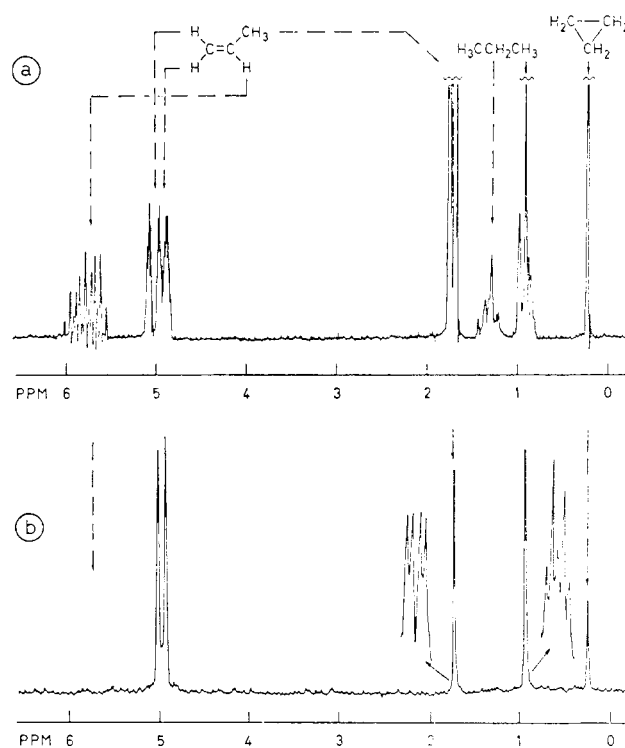 H CH₃
C=C
H H
H₃CCH₂CH₃
H₂C CH₂
CH₂
a
PPM 6 5 4 3 2 1 0
b
PPM 6 5 4 3 2 1 0